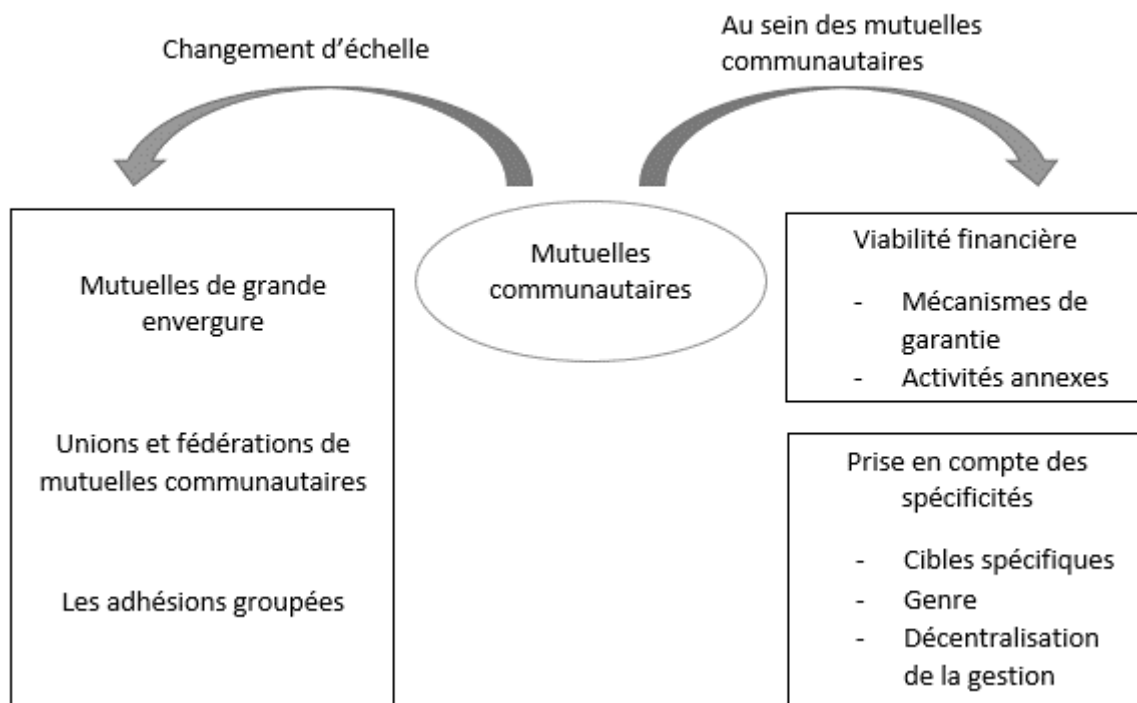 Changement d’échelle
Au sein des mutuelles
communautaires
Mutuelles
communautaires
Mutuelles de grande
envergure
Unions et fédérations de
mutuelles communautaires
Les adhésions groupées
Viabilité financière
- Mécanismes de
garantie
- Activités annexes
Prise en compte des
spécificités
- Cibles spécifiques
- Genre
- Décentralisation
de la gestion